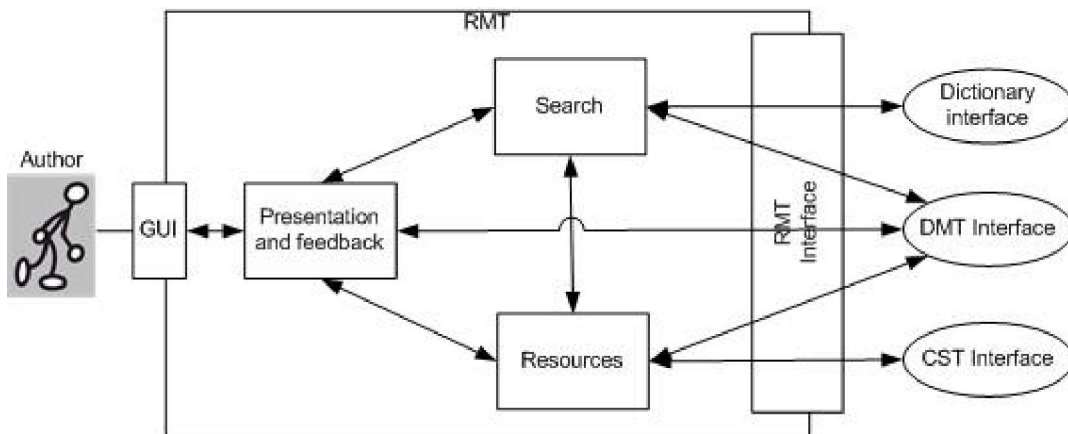 RMT
Search
Dictionary
interface
Author
GUI
Presentation
and feedback
RMT
Interface
DMT Interface
Resources
CST Interface